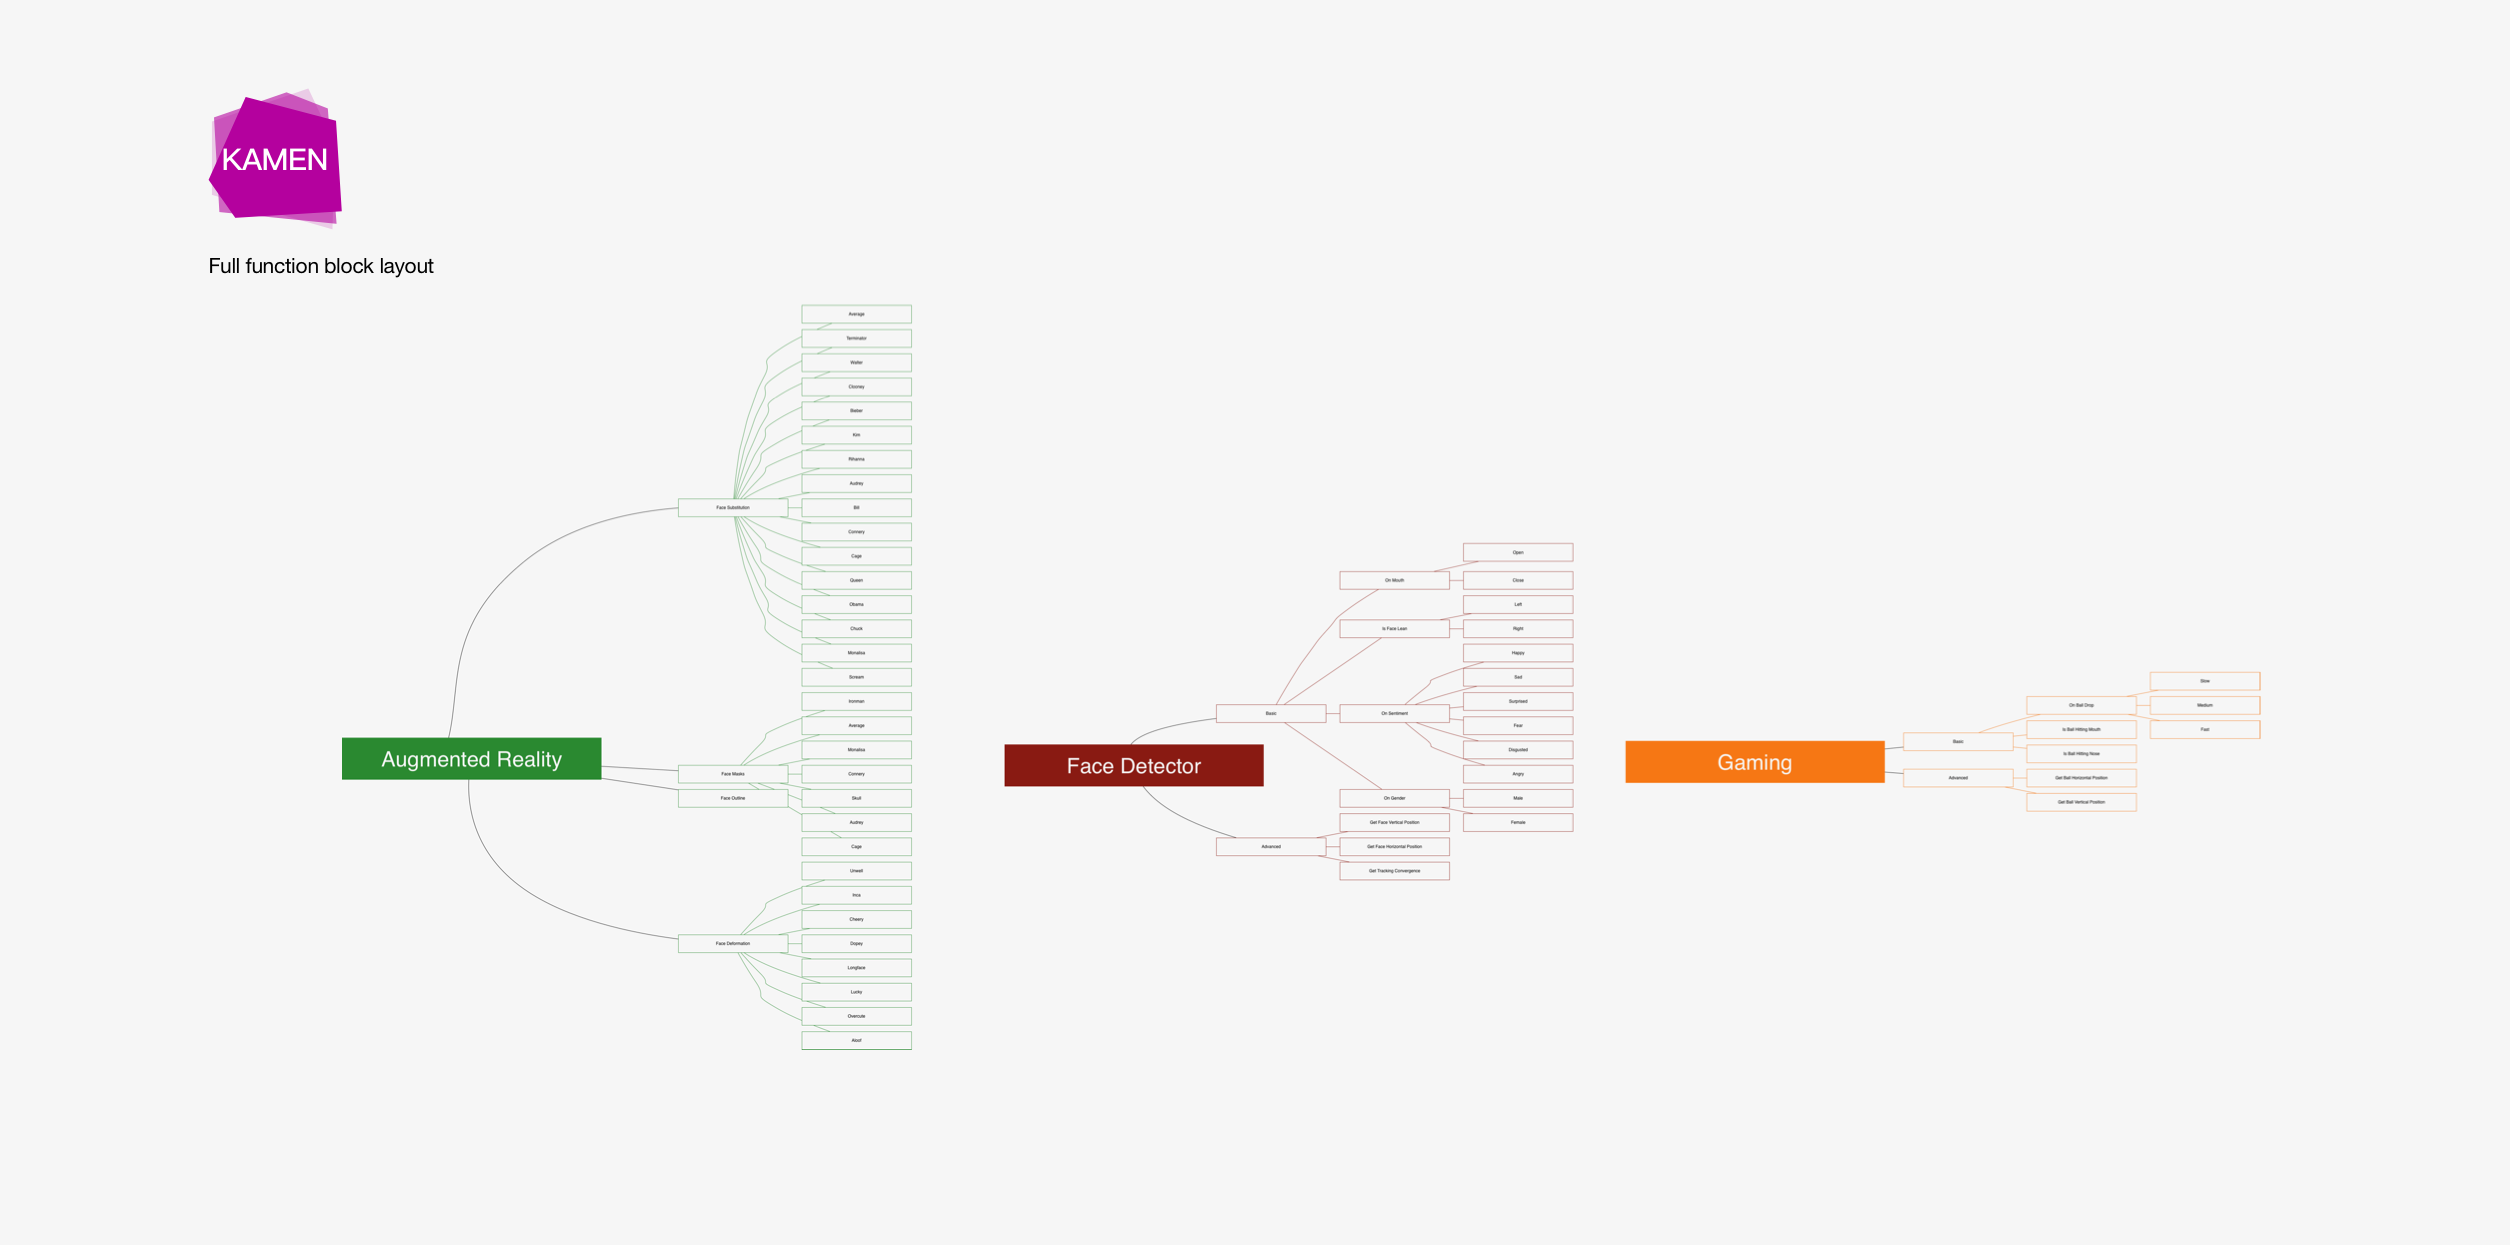 KAMEN
Full function block layout
Augmented Reality
Face Substitution
Average
Terminator
Walter
Clooney
Bieber
Kim
Rihanna
Audrey
Bill
Connery
Cage
Queen
Obama
Chuck
Monalisa
Scream
Face Masks
Ironman
Average
Monalisa
Connery
Skull
Audrey
Cage
Face Outline
Face Deformation
Unwell
Inca
Cheery
Dopey
Longface
Lucky
Overcute
Aloof
Face Detector
Basic
On Mouth
Open
Close
Is Face Lean
Left
Right
On Sentiment
Happy
Sad
Surprised
Fear
Disgusted
Angry
On Gender
Male
Female
Advanced
Get Face Vertical Position
Get Face Horizontal Position
Get Tracking Convergence
Gaming
Basic
On Ball Drop
Slow
Medium
Fast
Is Ball Hitting Mouth
Is Ball Hitting Nose
Advanced
Get Ball Horizontal Position
Get Ball Vertical Position